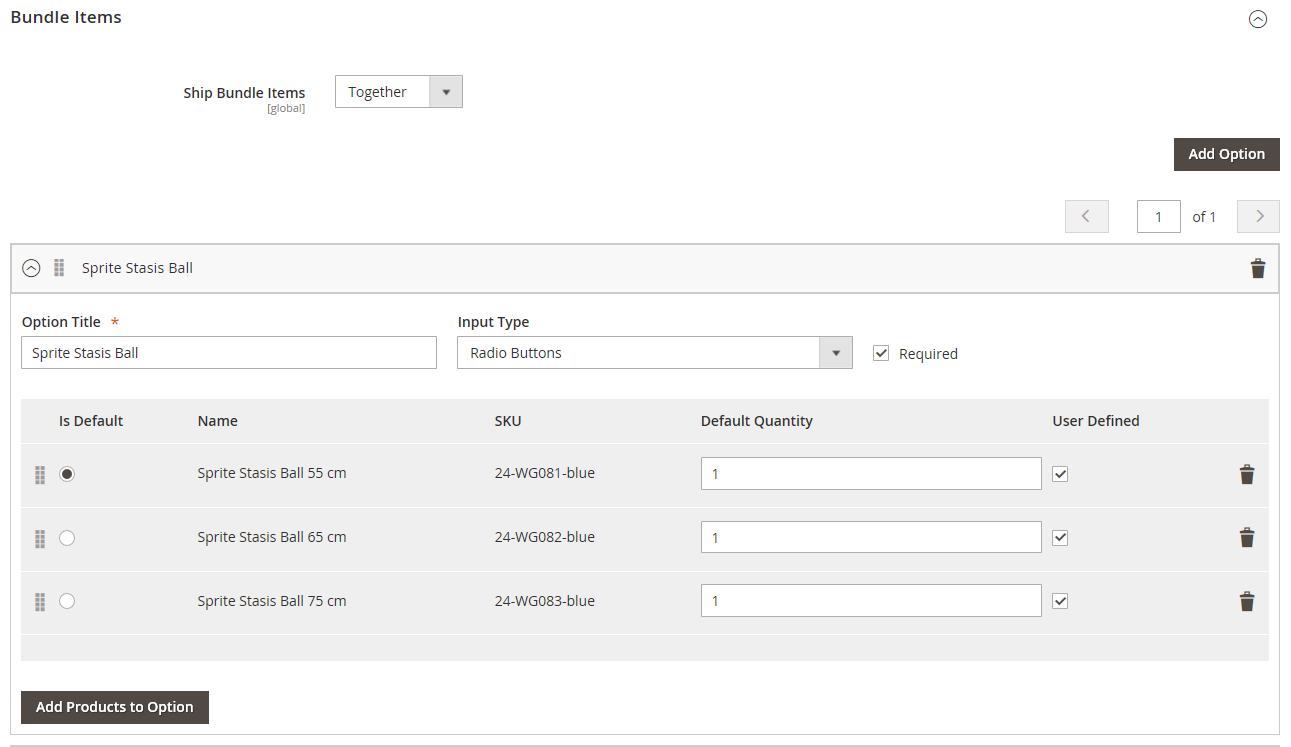 Bundle Items
Ship Bundle Items
[global]
Together
Add Option
1 of 1
Sprite Stasis Ball
Option Title *
Input Type
Sprite Stasis Ball
Radio Buttons
Required
Is Default Name SKU Default Quantity User Defined
Sprite Stasis Ball 55 cm 24-WG081-blue 1
Sprite Stasis Ball 65 cm 24-WG082-blue 1
Sprite Stasis Ball 75 cm 24-WG083-blue 1
Add Products to Option